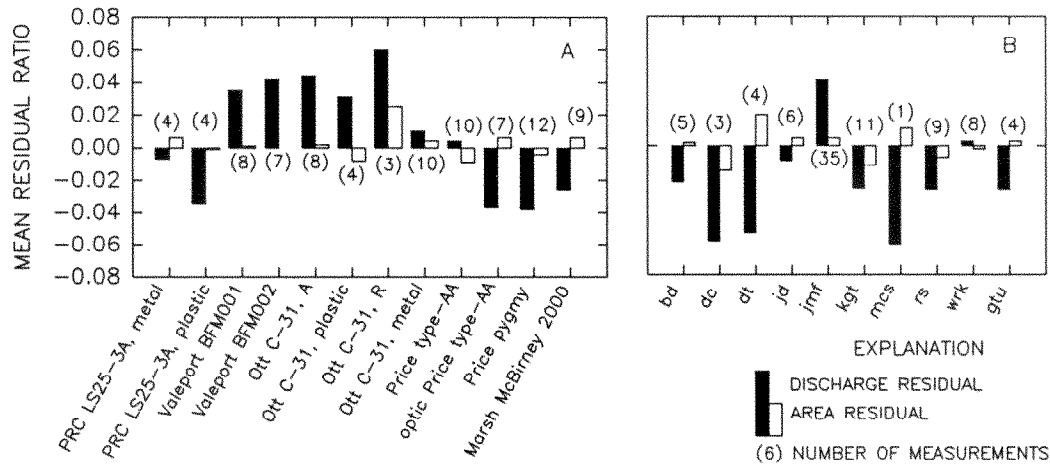 MEAN RESIDUAL RATIO
0.08
0.06
0.04
0.02
0.00
−0.02
−0.04
−0.06
−0.08
A
(4)
(4)
(8)
(7)
(8)
(4)
(3)
(10)
(10)
(7)
(12)
(9)
PRC LS25−3A, metal
PRC LS25−3A, plastic
Valeport BFM001
Valeport BFM002
Ott C−31, A
Ott C−31, plastic
Ott C−31, R
Ott C−31, metal
Price type−AA
optic Price type−AA
Price pygmy
Marsh McBirney 2000
B
(5)
(3)
(4)
(6)
(35)
(11)
(1)
(9)
(8)
(4)
bd
dc
dt
jd
jmf
kgt
mcs
rs
wrk
gtu
EXPLANATION
DISCHARGE RESIDUAL
AREA RESIDUAL
(6) NUMBER OF MEASUREMENTS